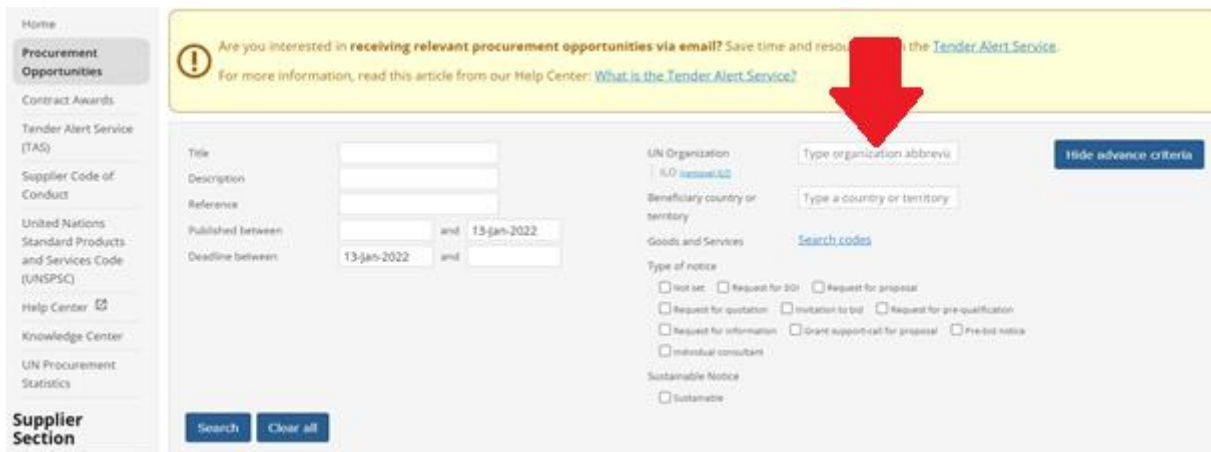 Home
Procurement
Opportunities
Contract Awards
Tender Alert Service
(TAS)
Supplier Code of
Conduct
United Nations
Standard Products
and Services Code
(UNSPSC)
Help Center
Knowledge Center
UN Procurement
Statistics
Supplier
Section
Are you interested in receiving relevant procurement opportunities via email? Save time and the Tender Alert Service.
For more information, read this article from our Help Center: What is the Tender Alert Service?
Title
Description
Reference
Published between and 13-Jan-2022
Deadline between 13-Jan-2022 and
UN Organization Type organization abbrevi
ILO remove ILO
Beneficiary country or Type a country or territory
territory
Goods and Services Search codes
Type of notice
Not set Request for EOI Request for proposal
Request for quotation Invitation to bid Request for pre-qualification
Request for information Grant support-call for proposal Pre-bid notice
Individual consultant
Sustainable Notice
Sustainable
Hide advance criteria
Search Clear all